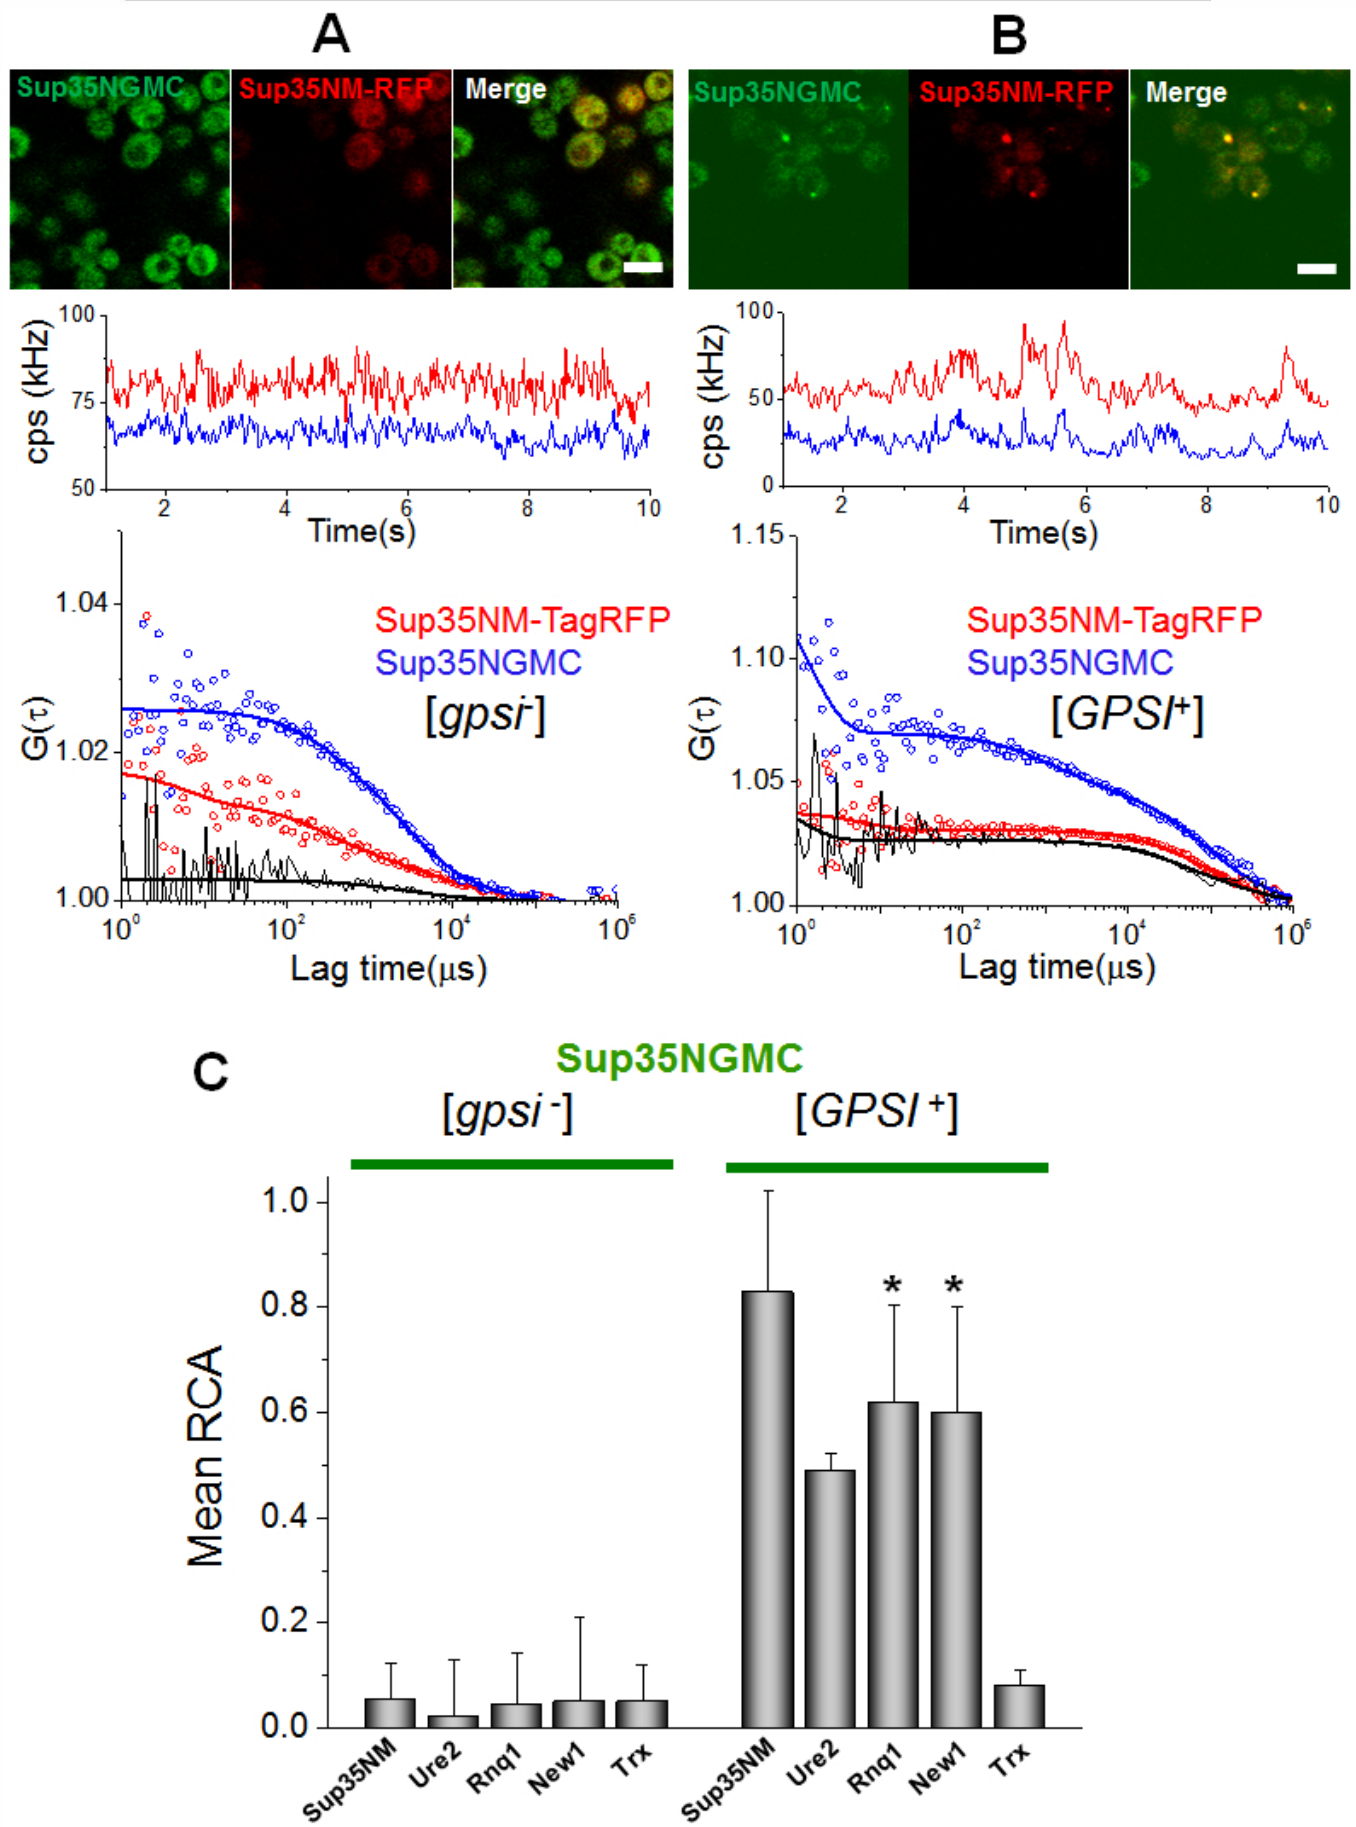 A
B
Sup35NGMC
Sup35NM-RFP
Merge
Sup35NGMC
Sup35NM-RFP
Merge
cps (kHz)
100
75
50
2
4
6
8
10
Time(s)
cps (kHz)
100
50
0
2
4
6
8
10
Time(s)
G(τ)
1.04
1.02
1.00
Sup35NM-TagRFP
Sup35NGMC
[gpsi⁻]
10⁰
10²
10⁴
10⁶
Lag time(μs)
G(τ)
1.15
1.10
1.05
1.00
Sup35NM-TagRFP
Sup35NGMC
[GPSI⁺]
10⁰
10²
10⁴
10⁶
Lag time(μs)
C
Sup35NGMC
[gpsi ⁻]
[GPSI ⁺]
Mean RCA
1.0
0.8
0.6
0.4
0.2
0.0
*
*
Sup35NM
Ure2
Rnq1
New1
Trx
Sup35NM
Ure2
Rnq1
New1
Trx